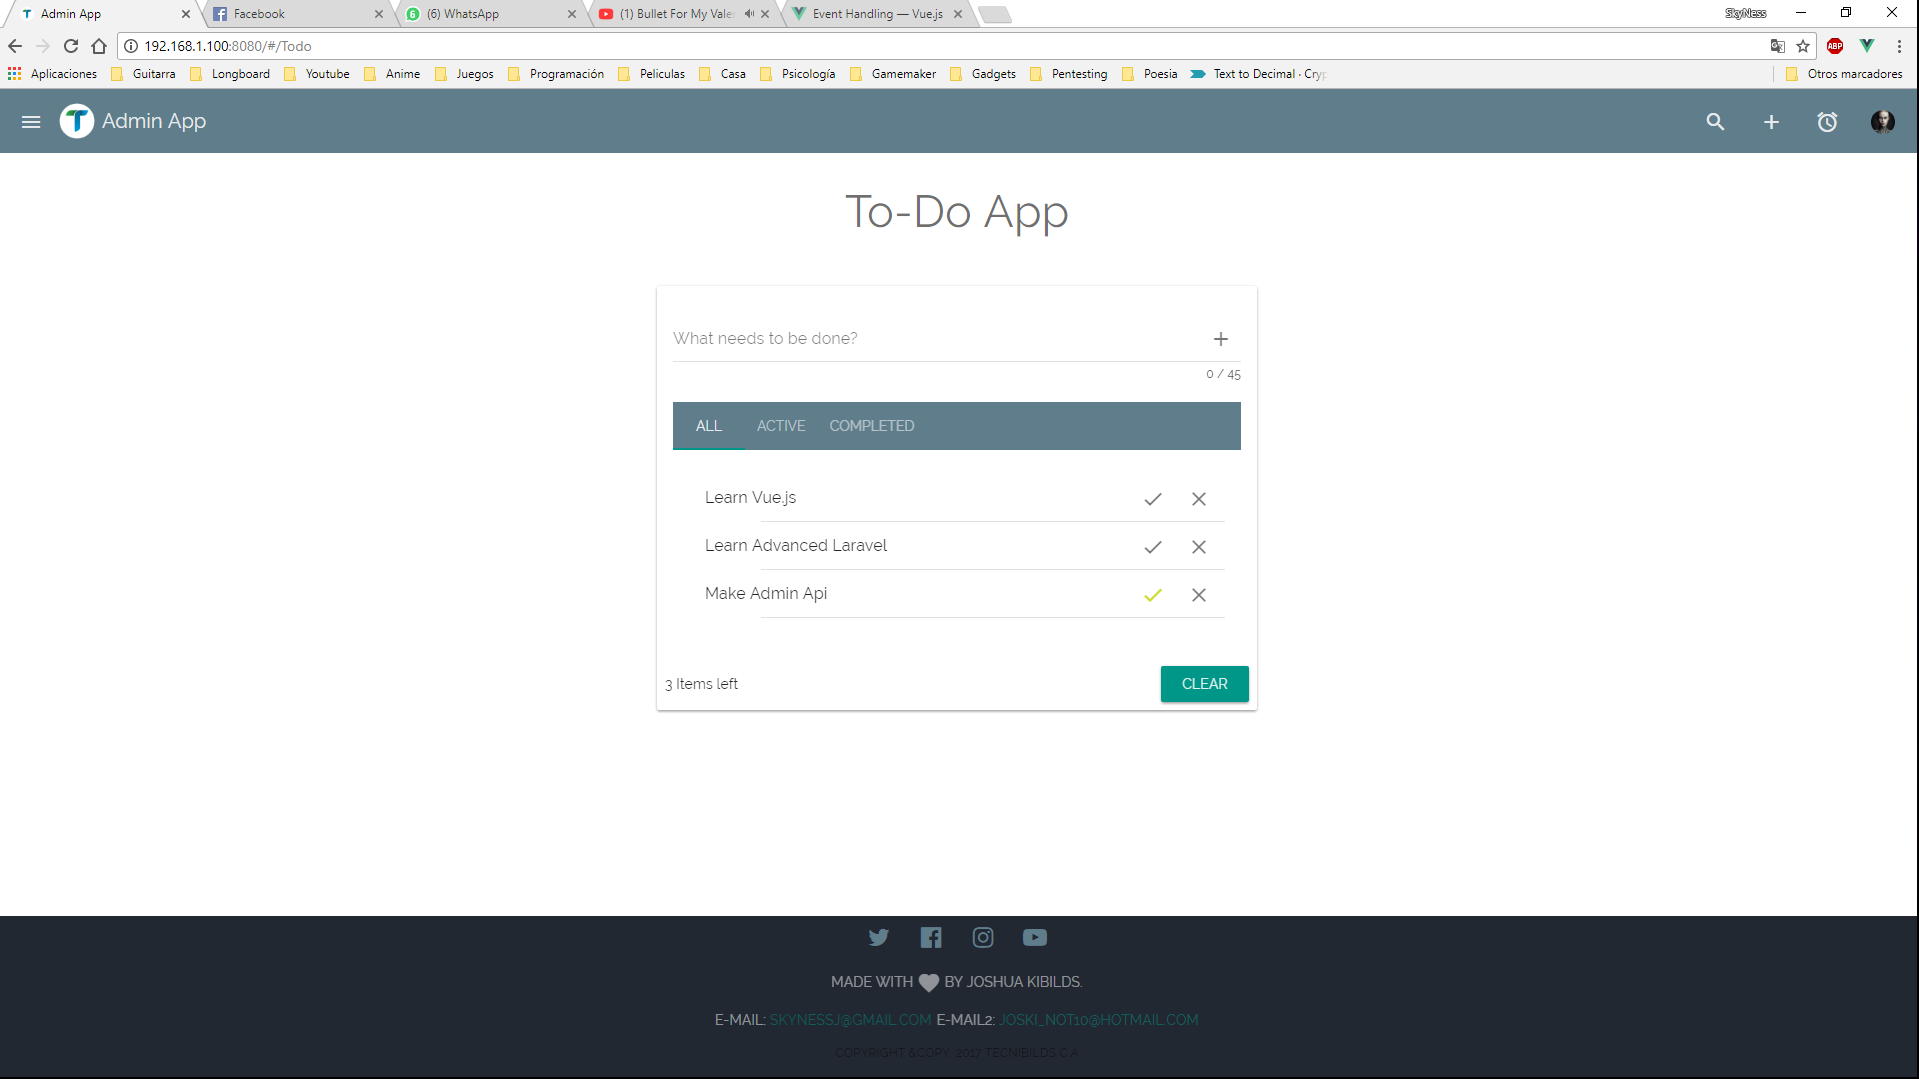 Admin App
Facebook
(6) WhatsApp
(1) Bullet For My Vale
Event Handling — Vue.js
SkyNess
192.168.1.100:8080/#/Todo
Aplicaciones
Guitarra
Longboard
Youtube
Anime
Juegos
Programación
Peliculas
Casa
Psicología
Gamemaker
Gadgets
Pentesting
Poesia
Text to Decimal · Cryp
Otros marcadores
ABP
Admin App
To-Do App
What needs to be done?
0 / 45
ALL
ACTIVE
COMPLETED
Learn Vue.js
Learn Advanced Laravel
Make Admin Api
3 Items left
CLEAR
MADE WITH BY JOSHUA KIBILDS.
E-MAIL: SKYNESSJ@GMAIL.COM E-MAIL2: JOSKI_NOT10@HOTMAIL.COM
COPYRIGHT &COPY; 2017 TECNIBILDS C.A